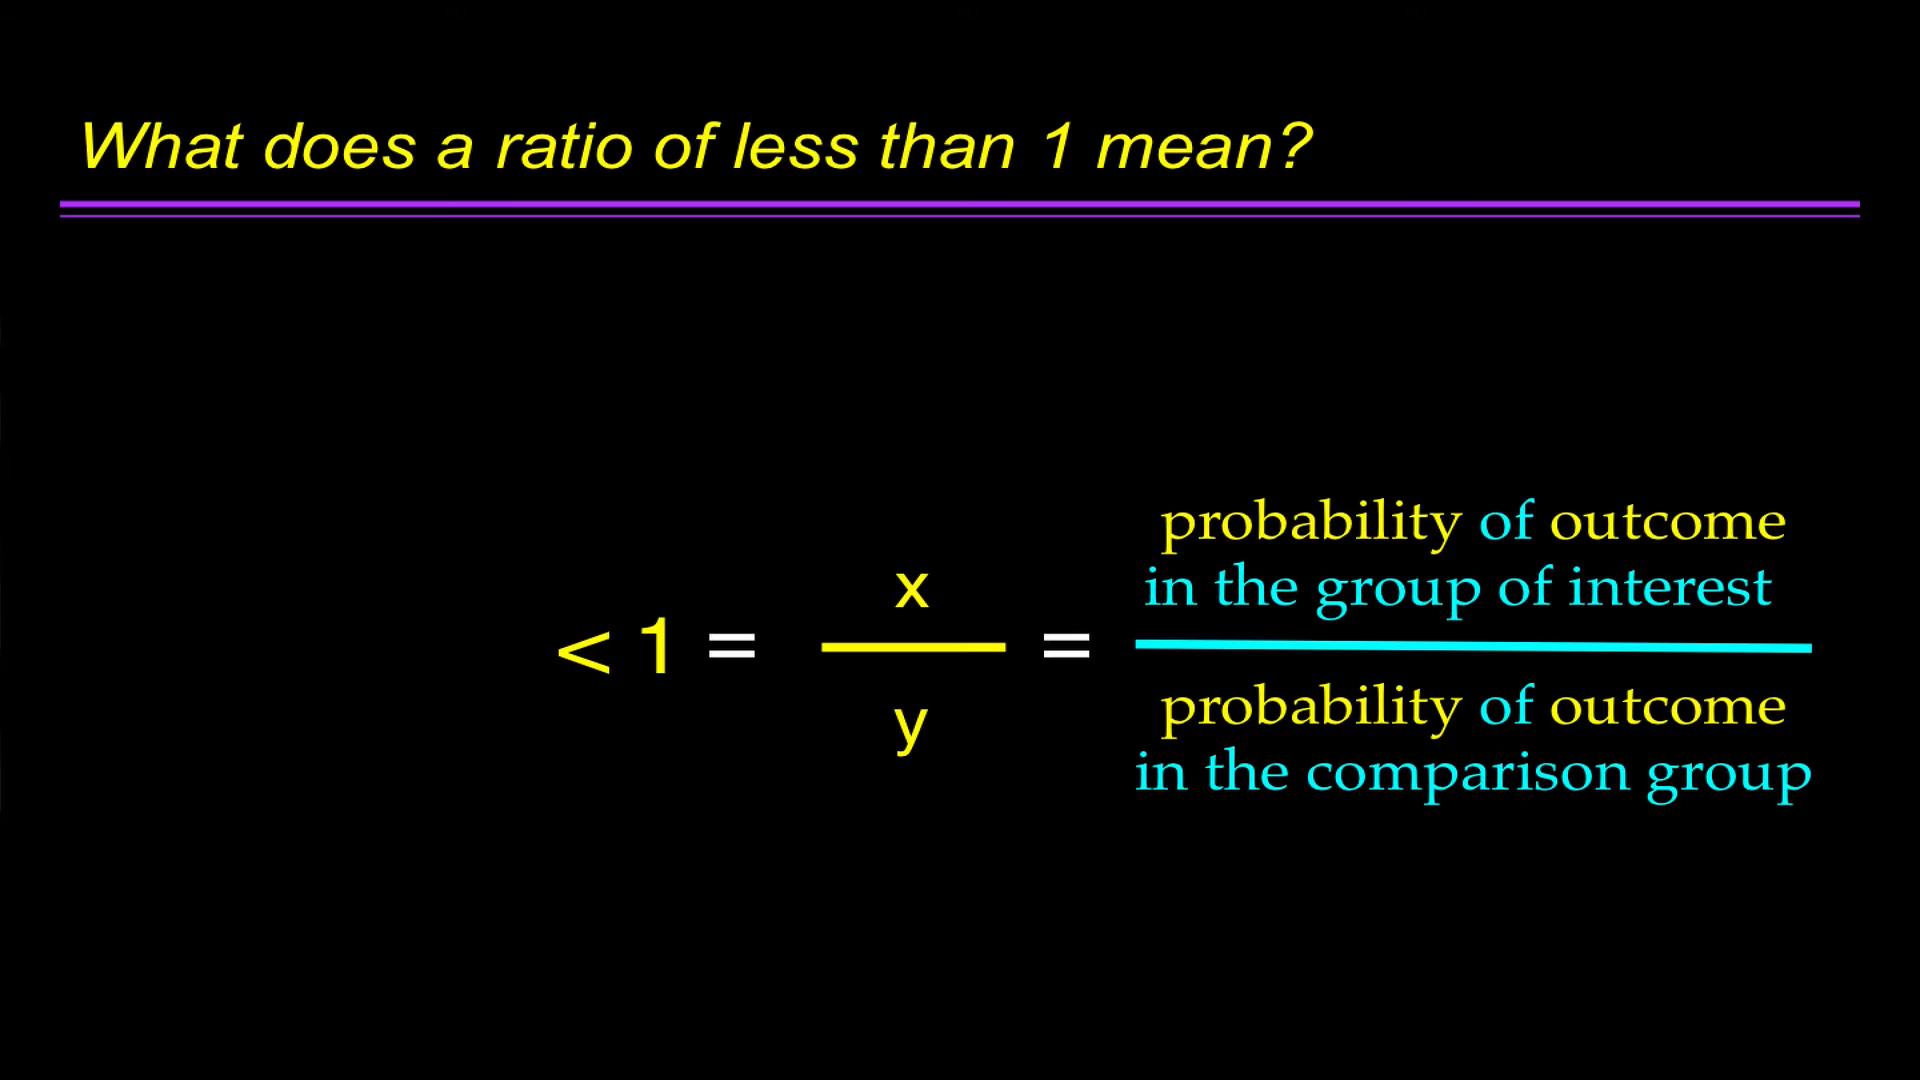 What does a ratio of less than 1 mean?
probability of outcome
in the group of interest
x
< 1 = =
y
probability of outcome
in the comparison group